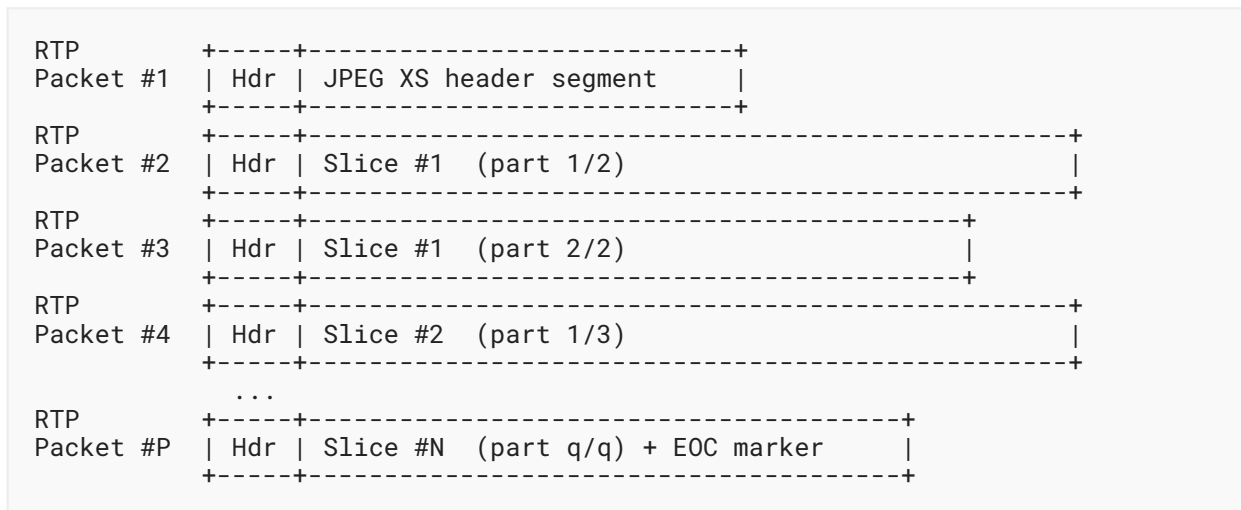 RTP           +-----+----------------------------+
Packet #1  | Hdr | JPEG XS header segment      |
           +-----+----------------------------+
RTP        +-----+--------------------------------------------------+
Packet #2  | Hdr | Slice #1  (part 1/2)                             |
           +-----+--------------------------------------------------+
RTP        +-----+-------------------------------------------+
Packet #3  | Hdr | Slice #1  (part 2/2)                      |
           +-----+-------------------------------------------+
RTP        +-----+--------------------------------------------------+
Packet #4  | Hdr | Slice #2  (part 1/3)                             |
           +-----+--------------------------------------------------+
             ...
RTP        +-----+---------------------------------------+
Packet #P  | Hdr | Slice #N  (part q/q) + EOC marker     |
           +-----+---------------------------------------+